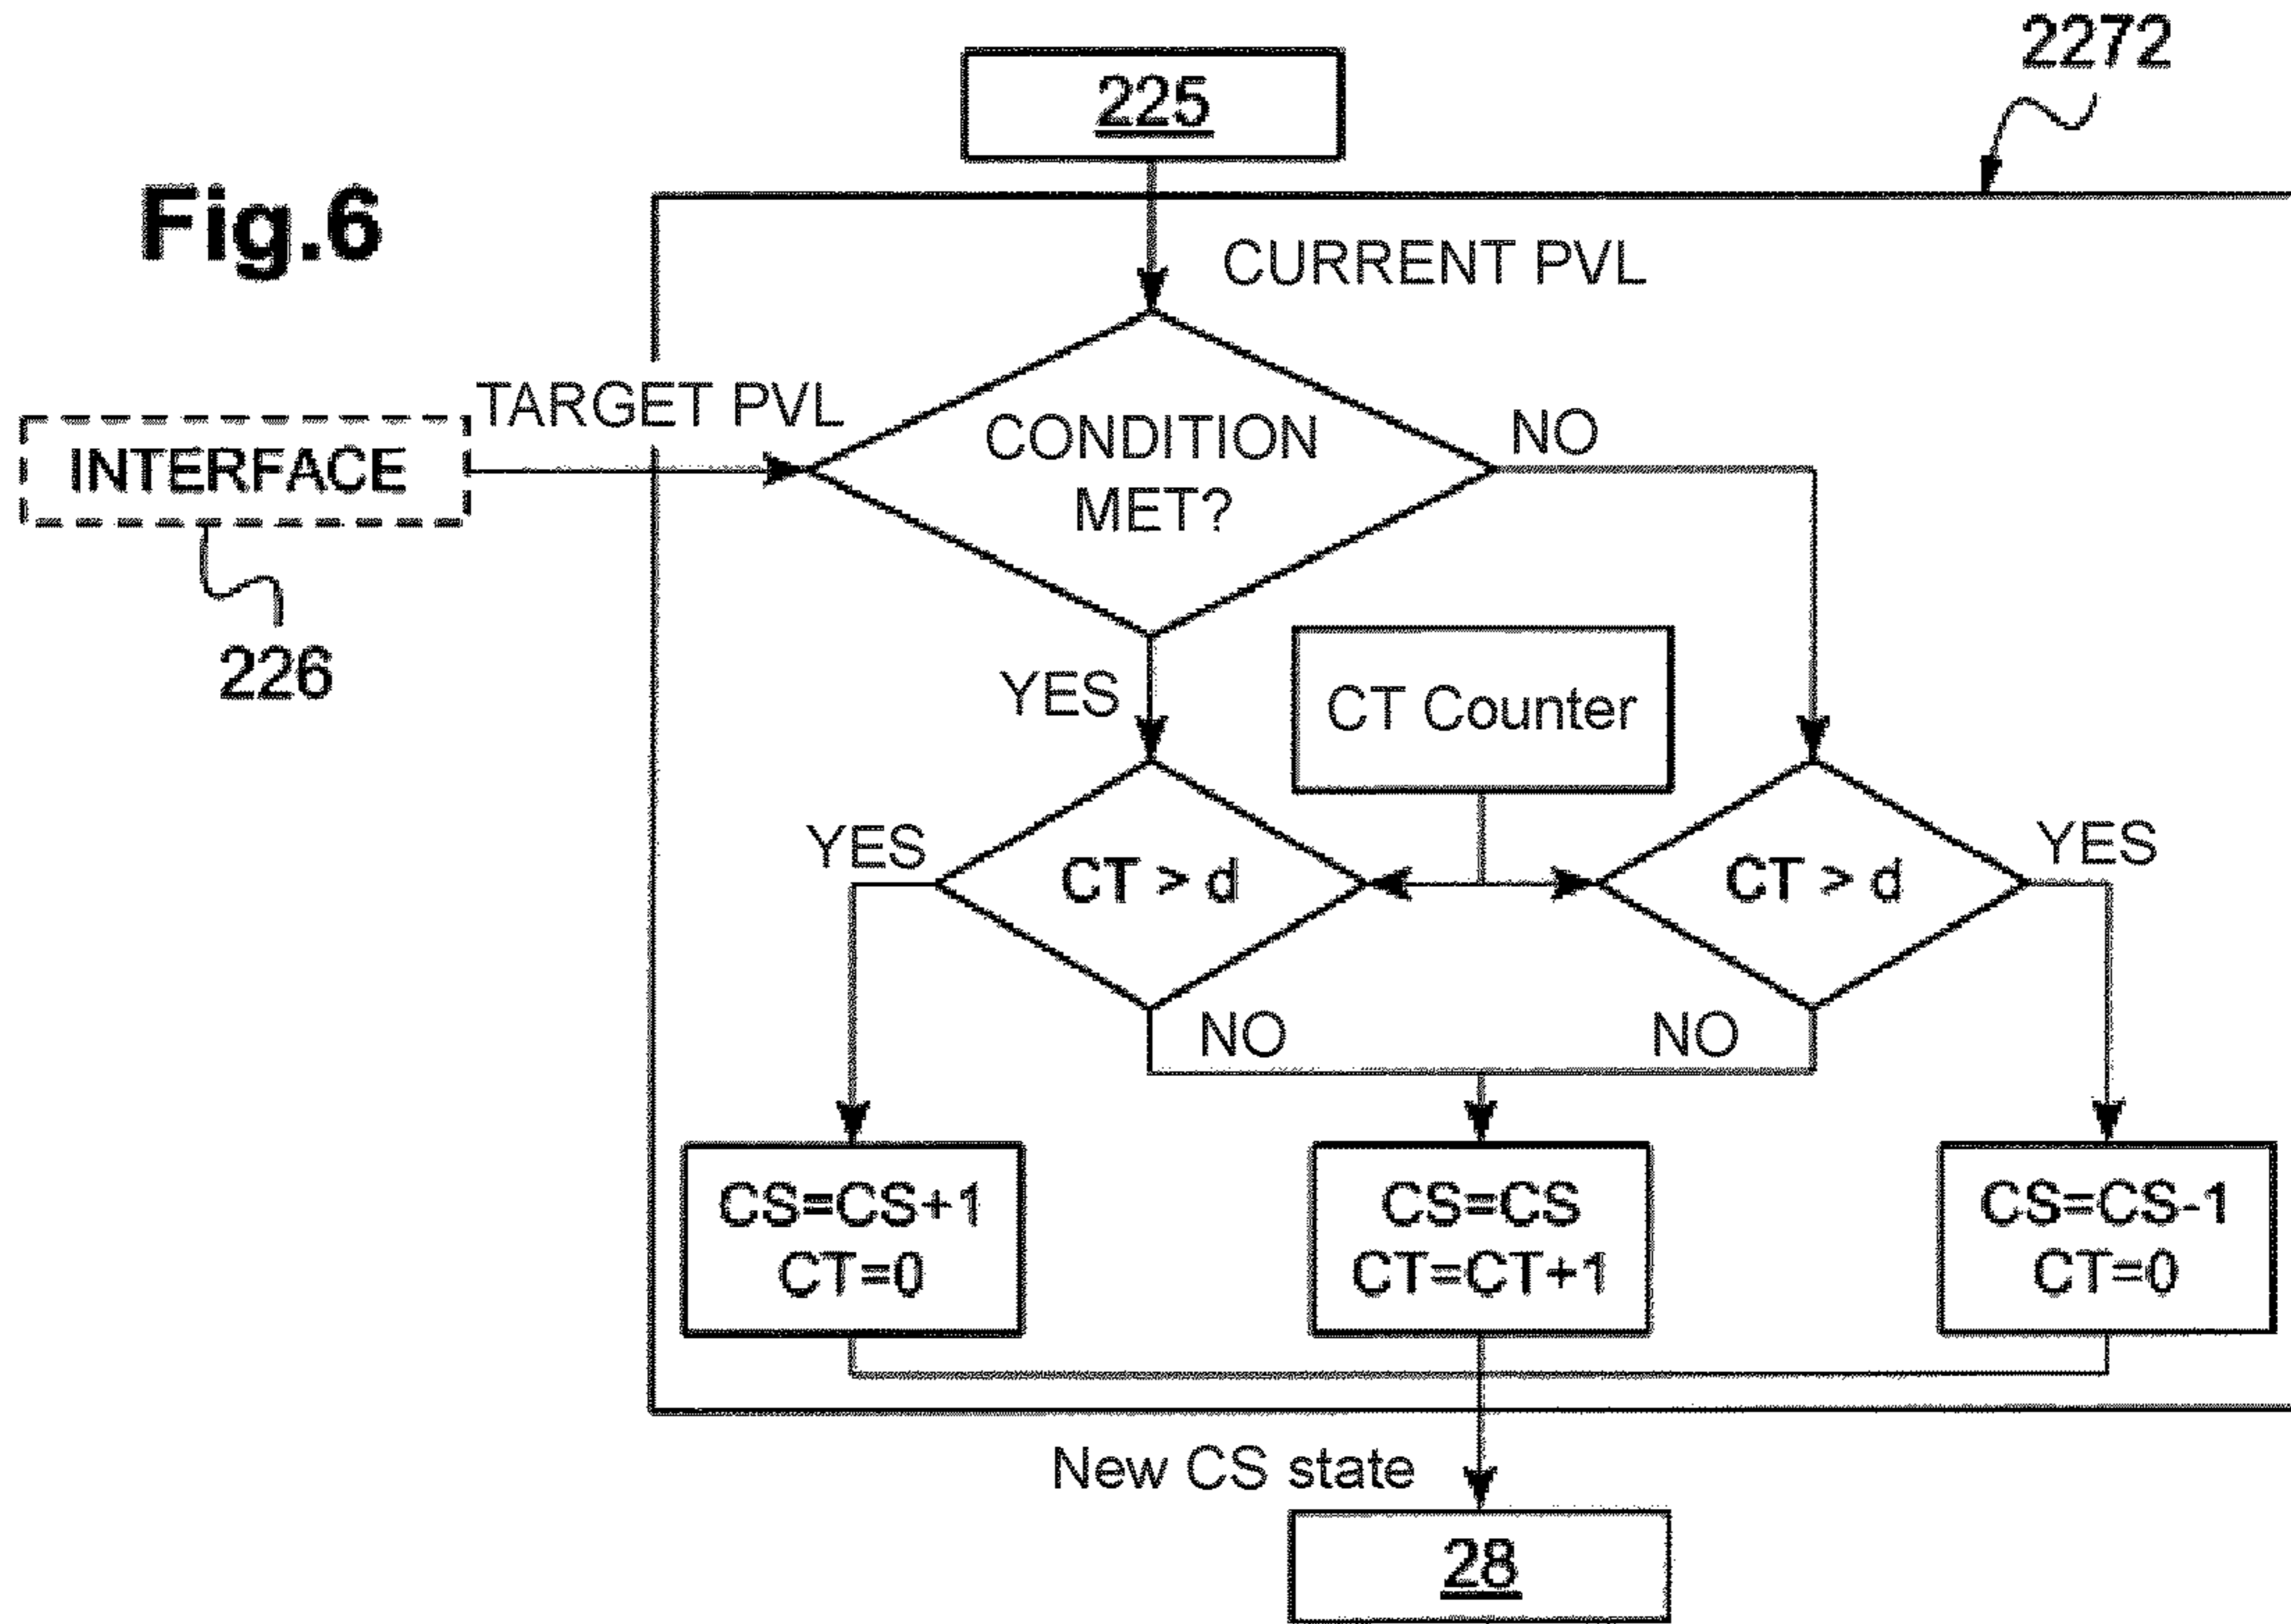 2272
225
Fig.6
CURRENT PVL
TARGET PVL
INTERFACE
CONDITION
MET?
NO
226
YES
CT Counter
YES
CT > d
CT > d
YES
NO
NO
CS=CS+1
CT=0
CS=CS
CT=CT+1
CS=CS-1
CT=0
New CS state
28